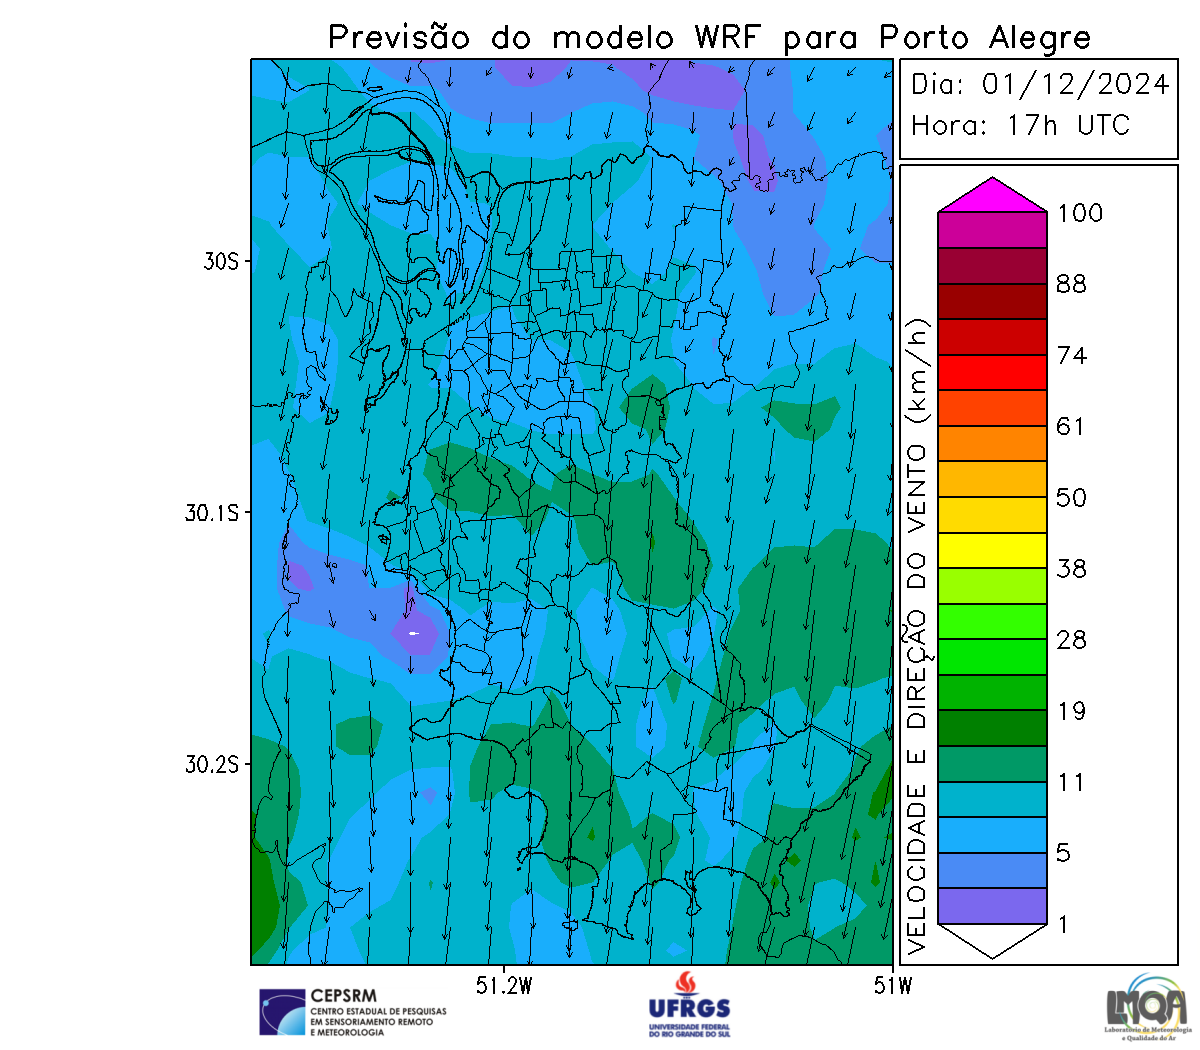 Previsão do modelo WRF para Porto Alegre
Dia: 01/12/2024
Hora: 17h UTC
100
88
74
61
50
38
28
19
11
5
1
VELOCIDADE E DIREÇÃO DO VENTO (km/h)
30S
30.1S
30.2S
51.2W
51W
CEPSRM
CENTRO ESTADUAL DE PESQUISAS
EM SENSORIAMENTO REMOTO
E METEOROLOGIA
UFRGS
UNIVERSIDADE FEDERAL
DO RIO GRANDE DO SUL
LMQA
Laboratório de Meteorologia
e Qualidade do Ar